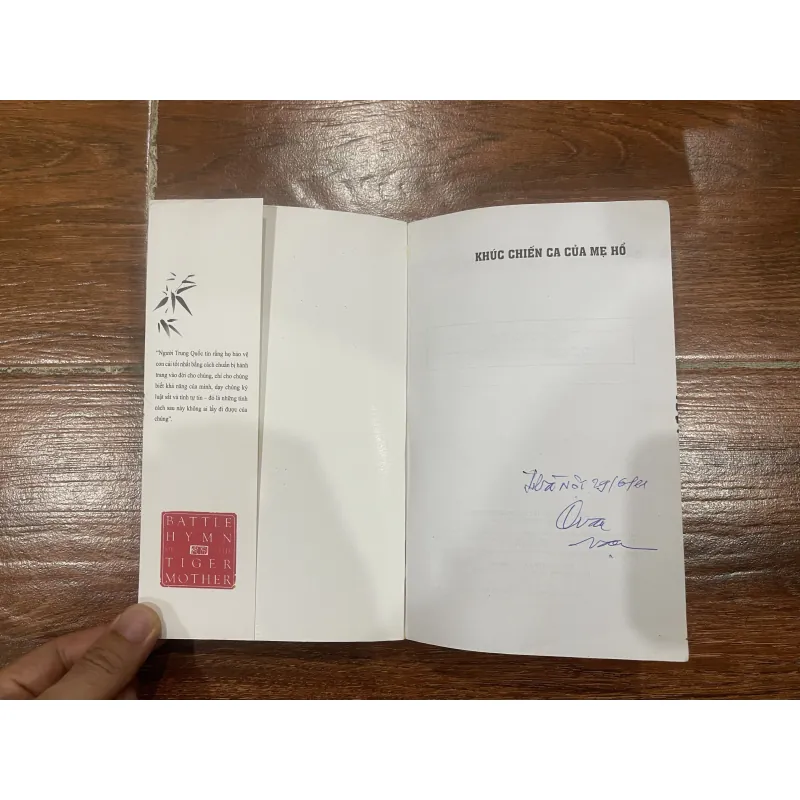 "Người Trung Quốc tin rằng họ bảo vệ
con cái tốt nhất bằng cách chuẩn bị hành
trang vào đời cho chúng, chỉ cho chúng
biết khả năng của mình, dạy chúng kỷ
luật sắt và tính tự tin - đó là những tính
cách sau này không ai lấy đi được của
chúng".
BATTLE
HYMN
TIGER
MOTHER
KHÚC CHIẾN CA CỦA MẸ HỔ
Hà Nội